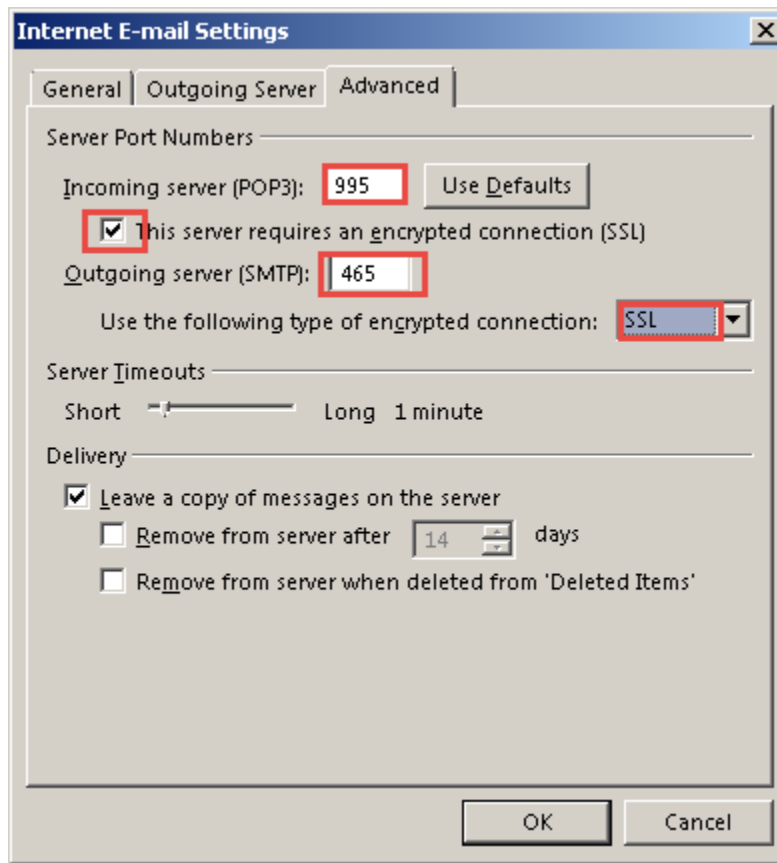 Internet E-mail Settings
General Outgoing Server Advanced
Server Port Numbers
Incoming server (POP3): 995 Use Defaults
This server requires an encrypted connection (SSL)
Outgoing server (SMTP): 465
Use the following type of encrypted connection: SSL
Server Timeouts
Short Long 1 minute
Delivery
Leave a copy of messages on the server
Remove from server after 14 days
Remove from server when deleted from 'Deleted Items'
OK Cancel